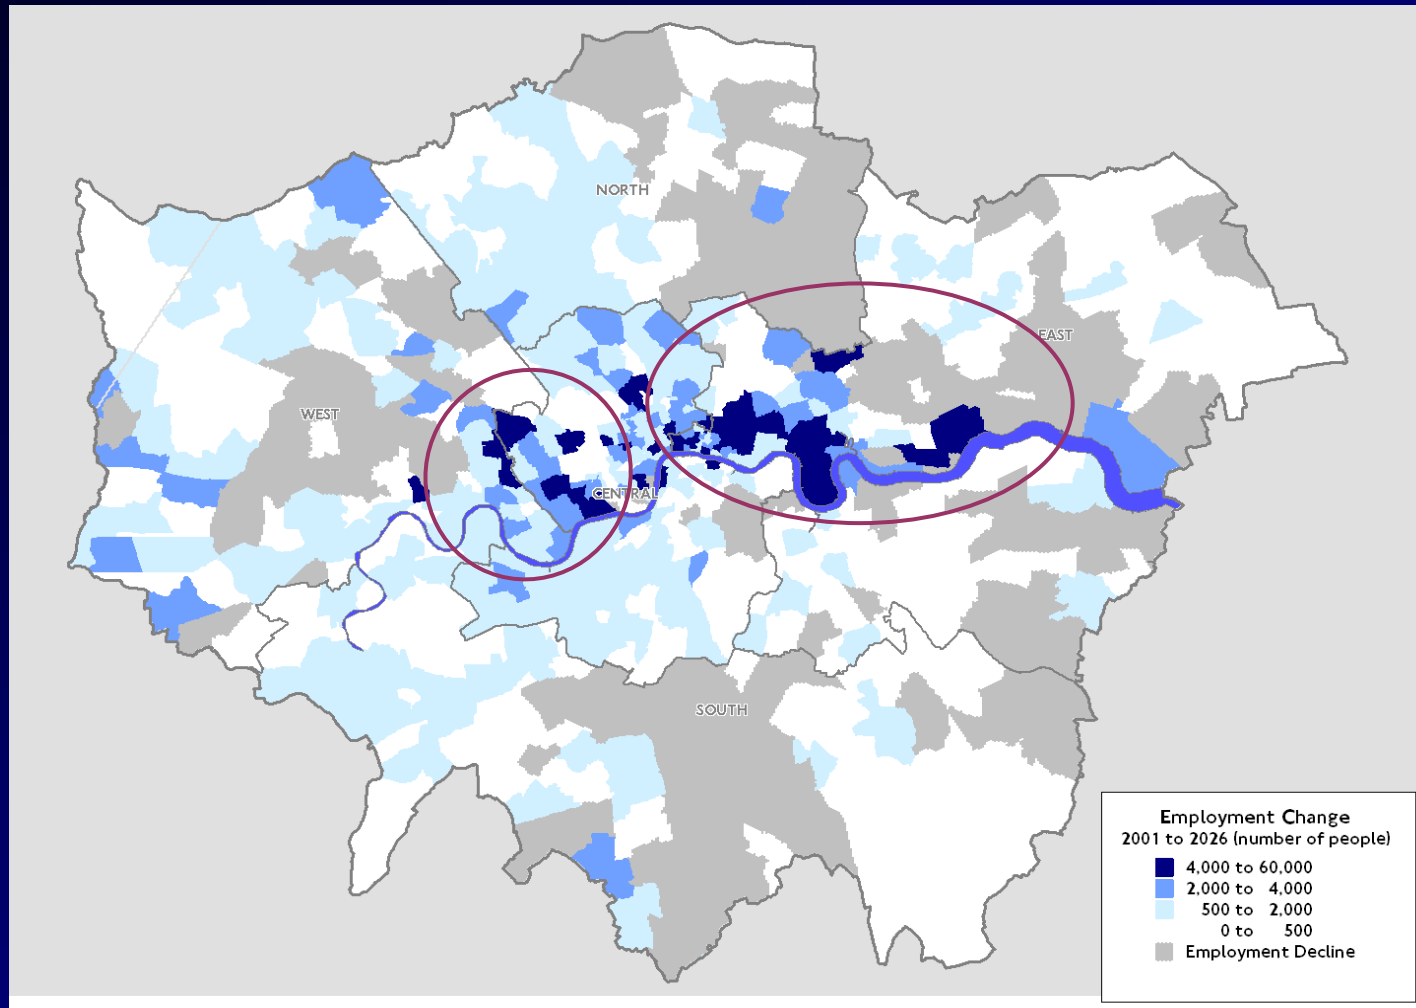 NORTH
EAST
WEST
CENTRAL
SOUTH
Employment Change
2001 to 2026 (number of people)
4,000 to 60,000
2,000 to 4,000
500 to 2,000
0 to 500
Employment Decline